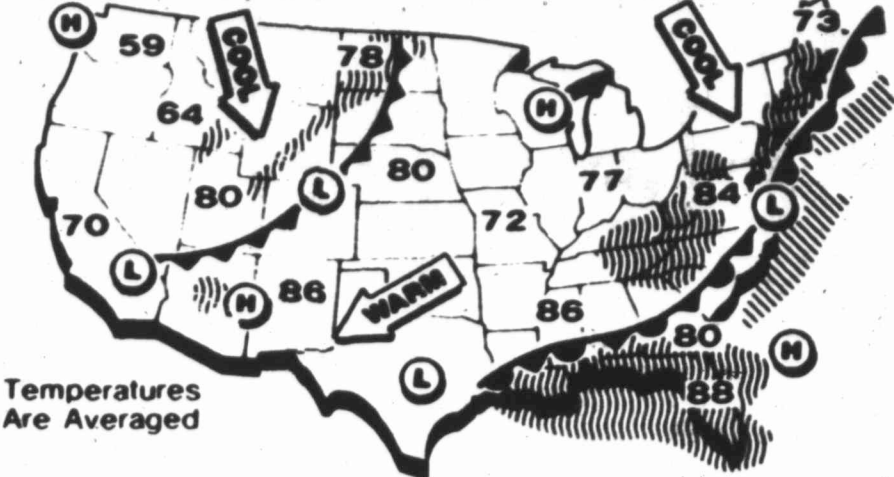 H
59
COOL
78
COOL
73
64
H
80
L
80
77
84
L
70
72
L
H
86
WARM
86
80
H
L
88
Temperatures
Are Averaged